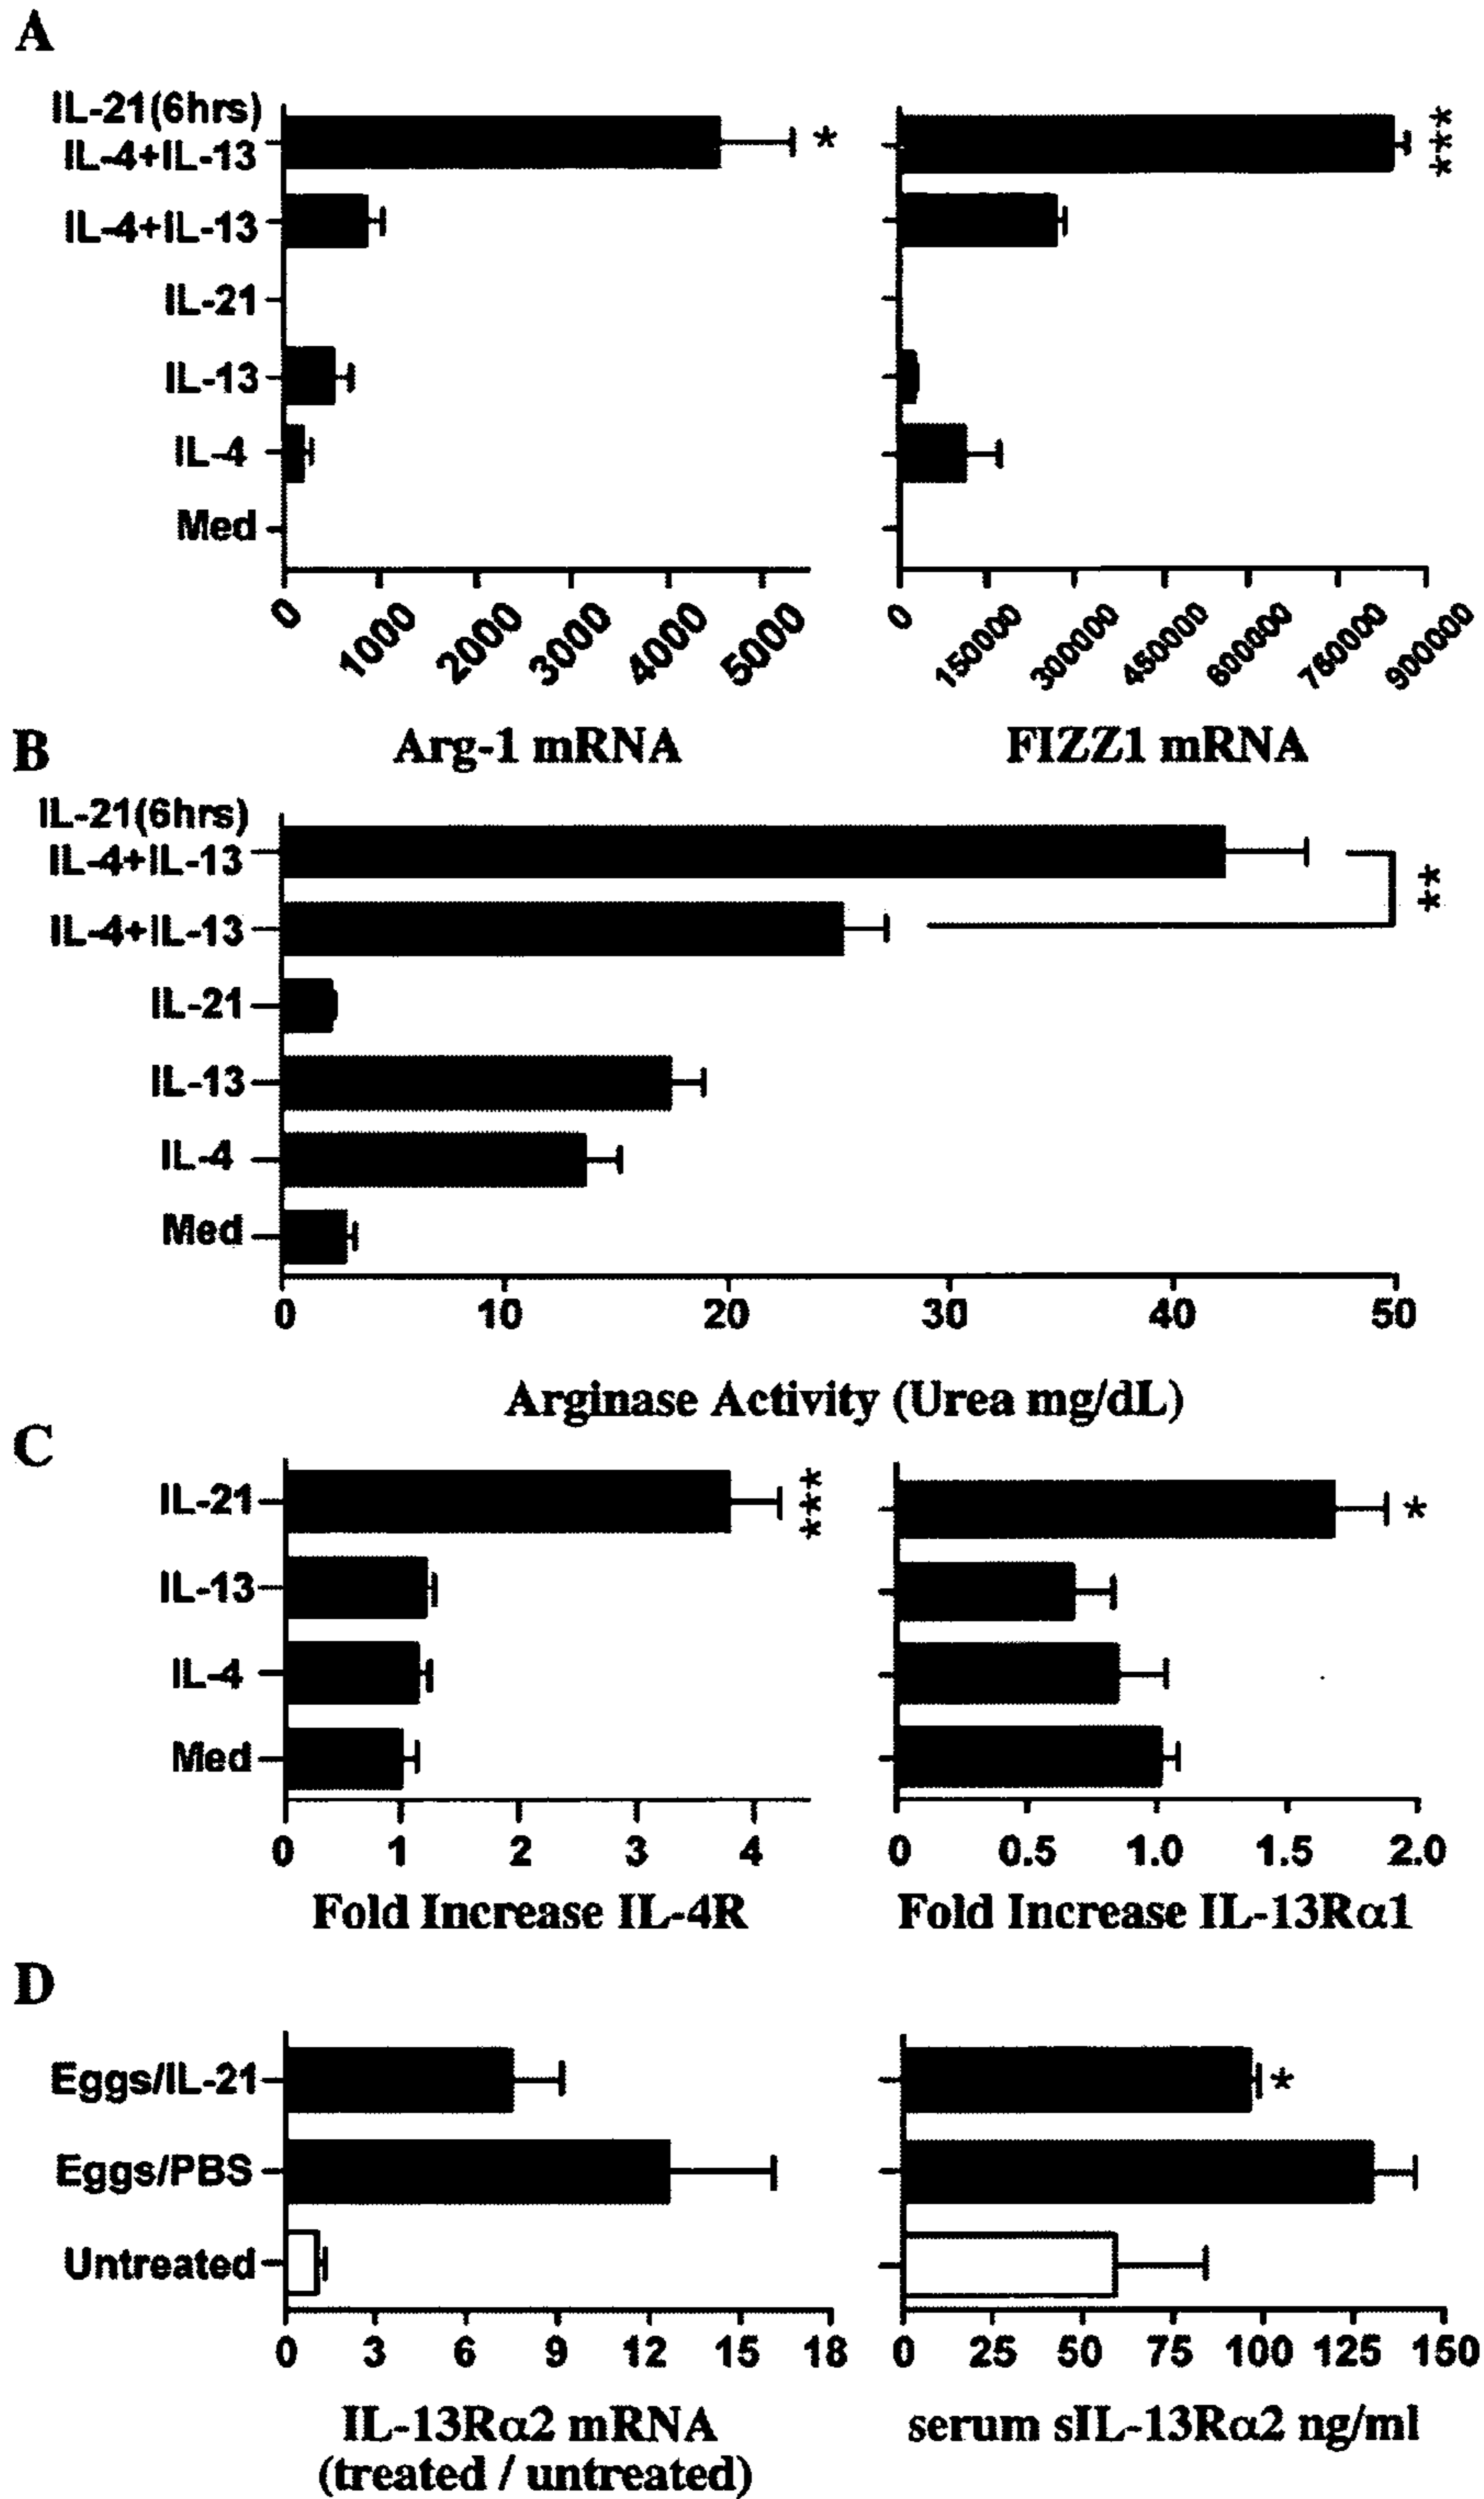 A
IL-21(6hrs)
IL-4+IL-13
*
***
IL-4+IL-13
IL-21
IL-13
IL-4
Med
0 1000 2000 3000 4000 5000
0 150000 300000 450000 600000 750000 900000
Arg-1 mRNA
FIZZ1 mRNA
B
IL-21(6hrs)
IL-4+IL-13
**
IL-4+IL-13
IL-21
IL-13
IL-4
Med
0 10 20 30 40 50
Arginase Activity (Urea mg/dL)
C
IL-21
***
*
IL-13
IL-4
Med
0 1 2 3 4
0 0.5 1.0 1.5 2.0
Fold Increase IL-4R
Fold Increase IL-13Rα1
D
Eggs/IL-21
*
Eggs/PBS
Untreated
0 3 6 9 12 15 18
0 25 50 75 100 125 150
IL-13Rα2 mRNA
(treated / untreated)
serum sIL-13Rα2 ng/ml